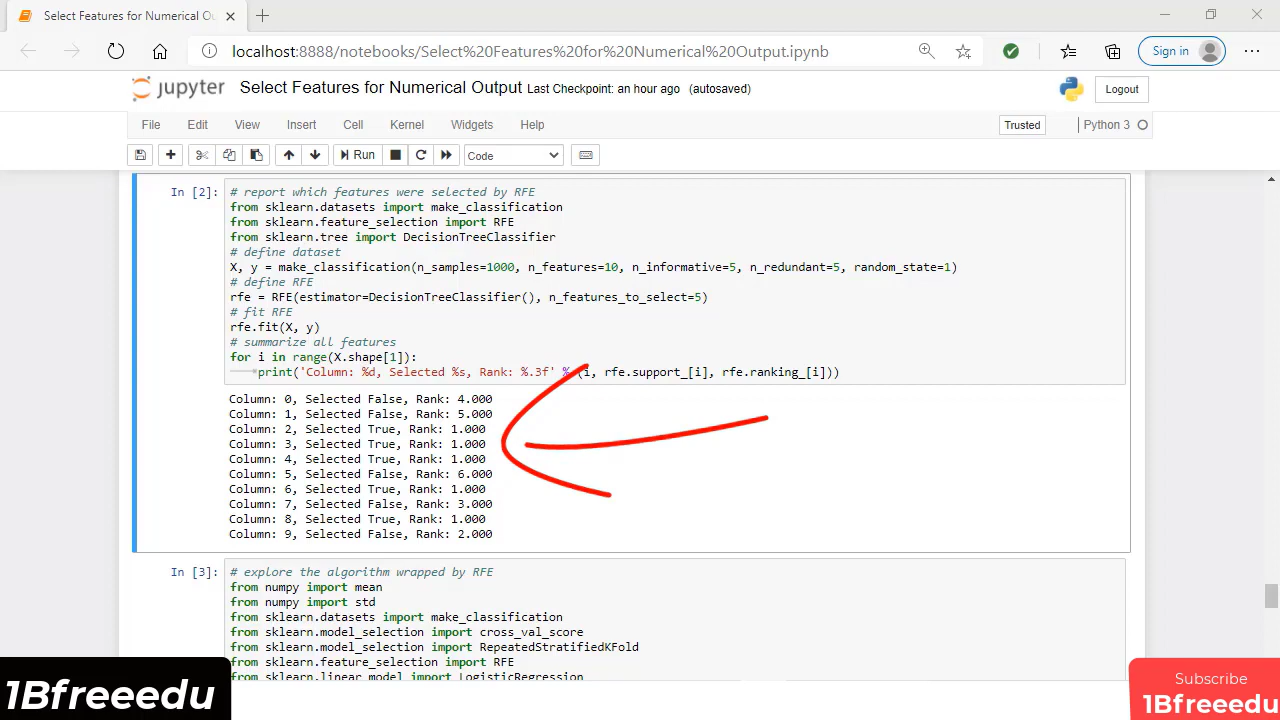 Select Features for Numerical Ou
localhost:8888/notebooks/Select%20Features%20for%20Numerical%20Output.ipynb
Sign in
jupyter Select Features for Numerical Output Last Checkpoint: an hour ago (autosaved)
Logout
File Edit View Insert Cell Kernel Widgets Help
Trusted
Python 3
Run
Code
In [2]:
# report which features were selected by RFE
from sklearn.datasets import make_classification
from sklearn.feature_selection import RFE
from sklearn.tree import DecisionTreeClassifier
# define dataset
X, y = make_classification(n_samples=1000, n_features=10, n_informative=5, n_redundant=5, random_state=1)
# define RFE
rfe = RFE(estimator=DecisionTreeClassifier(), n_features_to_select=5)
# fit RFE
rfe.fit(X, y)
# summarize all features
for i in range(X.shape[1]):
print('Column: %d, Selected %s, Rank: %.3f' % (i, rfe.support_[i], rfe.ranking_[i]))
Column: 0, Selected False, Rank: 4.000
Column: 1, Selected False, Rank: 5.000
Column: 2, Selected True, Rank: 1.000
Column: 3, Selected True, Rank: 1.000
Column: 4, Selected True, Rank: 1.000
Column: 5, Selected False, Rank: 6.000
Column: 6, Selected True, Rank: 1.000
Column: 7, Selected False, Rank: 3.000
Column: 8, Selected True, Rank: 1.000
Column: 9, Selected False, Rank: 2.000
In [3]:
# explore the algorithm wrapped by RFE
from numpy import mean
from numpy import std
from sklearn.datasets import make_classification
from sklearn.model_selection import cross_val_score
from sklearn.model_selection import RepeatedStratifiedKFold
from sklearn.feature_selection import RFE
from sklearn.linear_model import LogisticRegression
1Bfreeedu
Subscribe
1Bfreeedu